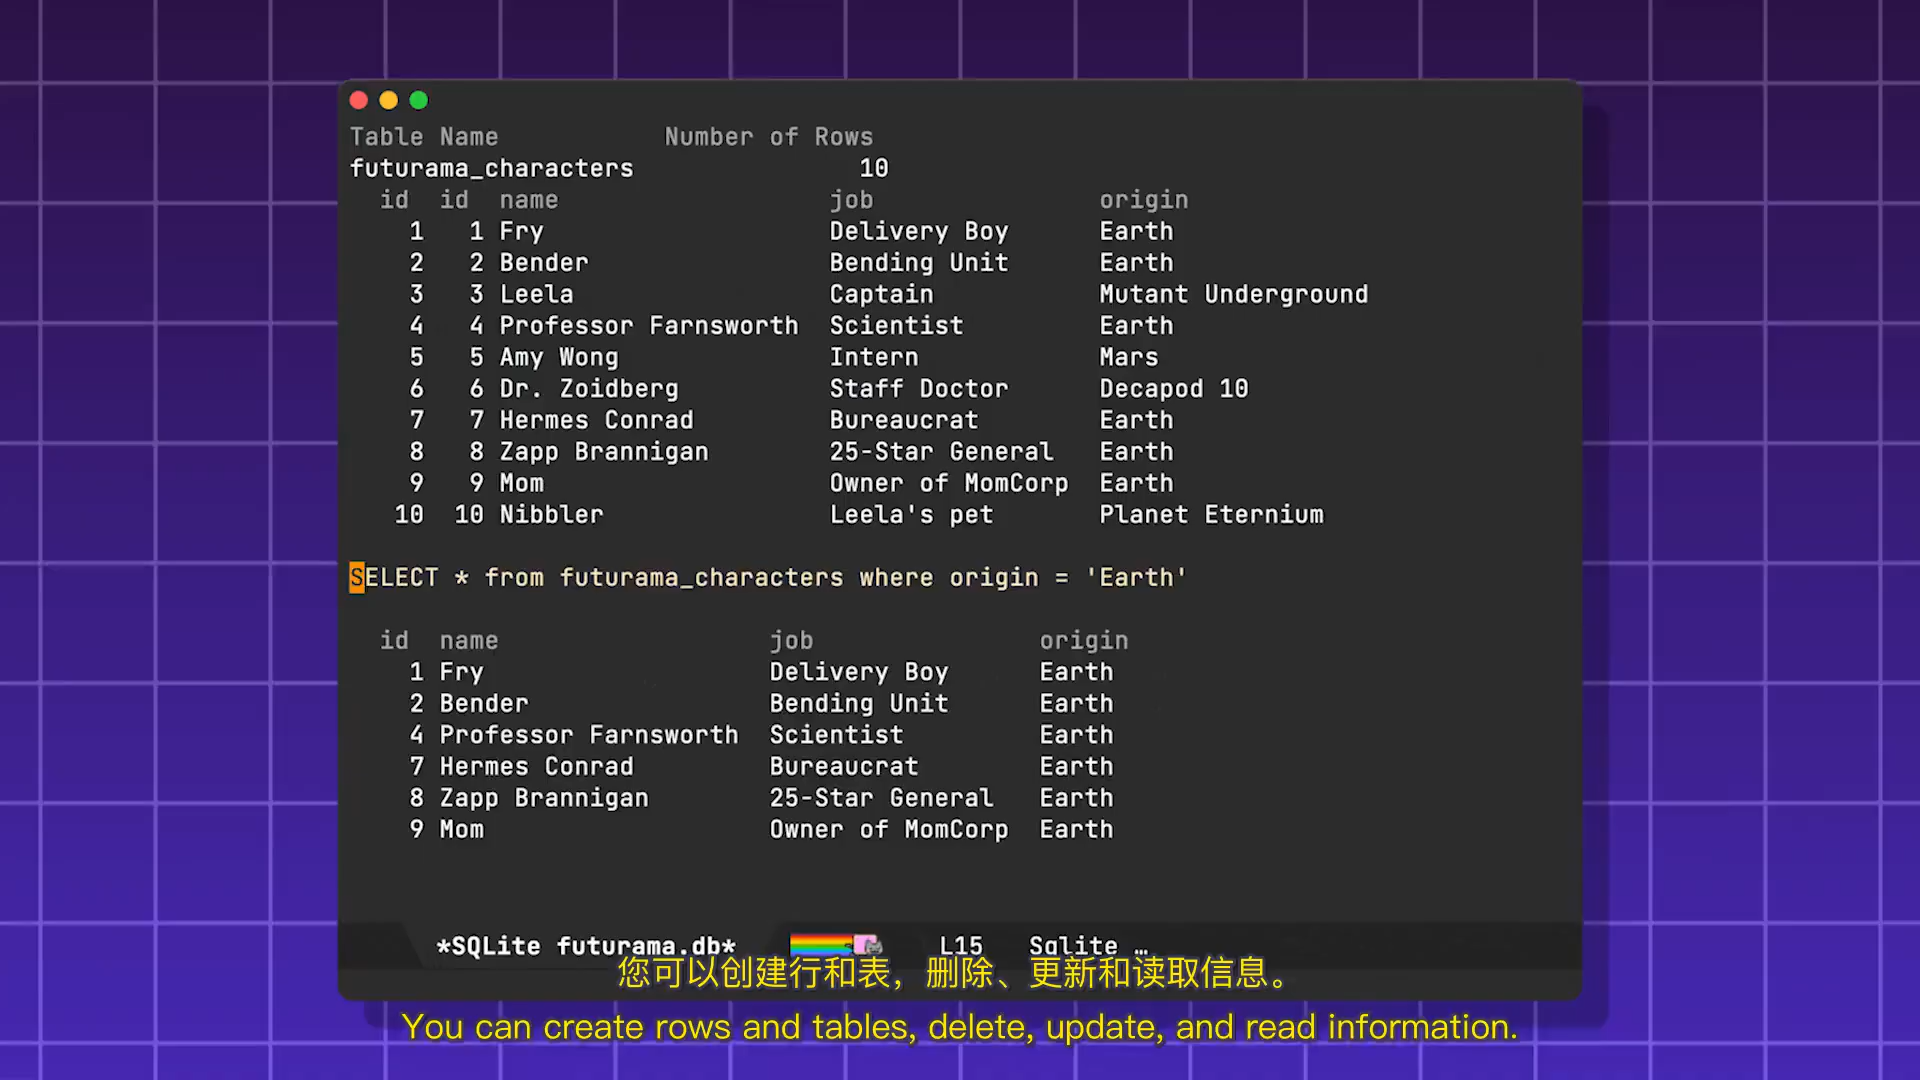 Table Name Number of Rows
futurama_characters 10
id id name job origin
1 1 Fry Delivery Boy Earth
2 2 Bender Bending Unit Earth
3 3 Leela Captain Mutant Underground
4 4 Professor Farnsworth Scientist Earth
5 5 Amy Wong Intern Mars
6 6 Dr. Zoidberg Staff Doctor Decapod 10
7 7 Hermes Conrad Bureaucrat Earth
8 8 Zapp Brannigan 25-Star General Earth
9 9 Mom Owner of MomCorp Earth
10 10 Nibbler Leela's pet Planet Eternium
SELECT * from futurama_characters where origin = 'Earth'
id name job origin
1 Fry Delivery Boy Earth
2 Bender Bending Unit Earth
4 Professor Farnsworth Scientist Earth
7 Hermes Conrad Bureaucrat Earth
8 Zapp Brannigan 25-Star General Earth
9 Mom Owner of MomCorp Earth
*SQLite futurama.db* L15 Sqlite …
您可以创建行和表，删除、更新和读取信息。
You can create rows and tables, delete, update, and read information.